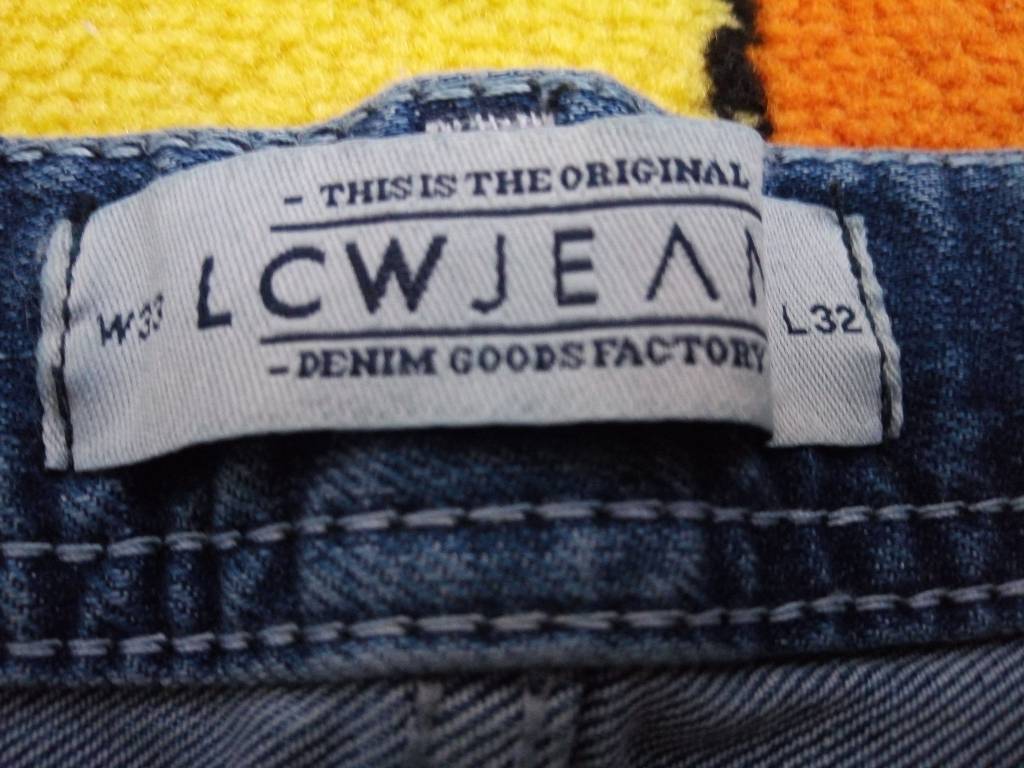 - THIS IS THE ORIGINAL
W33 LCWJEAN L32
- DENIM GOODS FACTORY